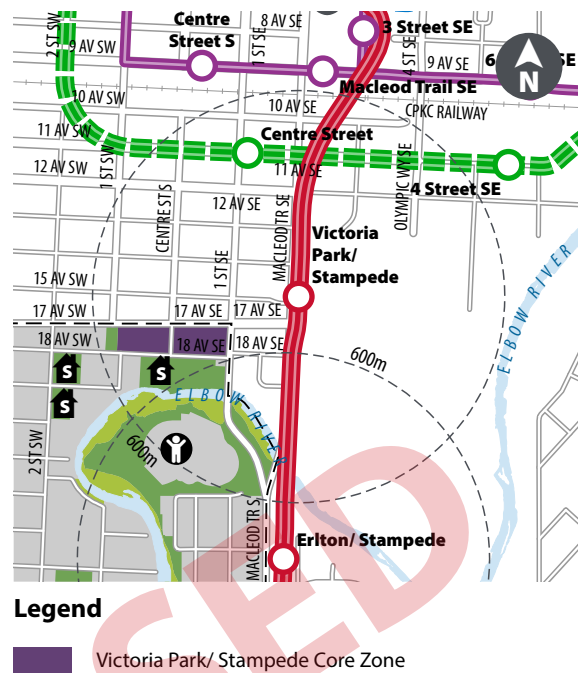 2 ST SW
Centre
Street S
8 AV SE
1 ST SE
3 Street SE
4 ST SE
9 AV SW
9 AV SE
6
N
Macleod Trail SE
10 AV SW
10 AV SE
CPKC RAILWAY
11 AV SW
Centre Street
11 AV SE
12 AV SW
1 ST SW
CENTRE ST S
4 Street SE
OLYMPIC WY SE
12 AV SE
MACLEOD TR SE
Victoria
Park/
Stampede
1 ST SE
15 AV SW
17 AV SW
17 AV SE
17 AV SE
18 AV SW
18 AV SE
18 AV SE
ELBOW RIVER
600m
S
S
ELBOW RIVER
600m
2 ST SW
MACLEOD TR S
Erlton/ Stampede
SED
Legend
Victoria Park/ Stampede Core Zone